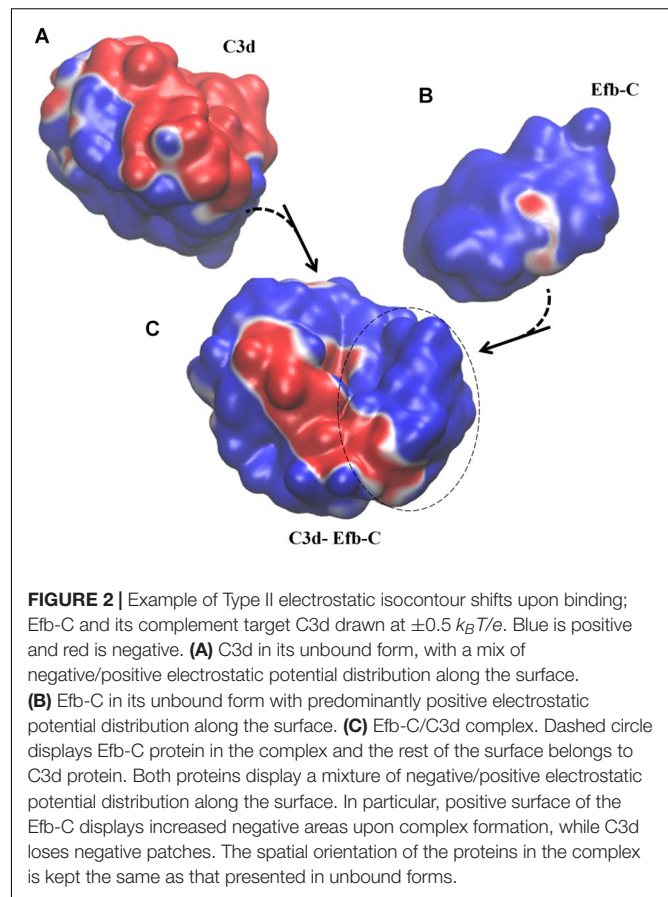 A
C3d
B
Efb-C
C
C3d- Efb-C
FIGURE 2 | Example of Type II electrostatic isocontour shifts upon binding;
Efb-C and its complement target C3d drawn at ±0.5 kBT/e. Blue is positive
and red is negative. (A) C3d in its unbound form, with a mix of
negative/positive electrostatic potential distribution along the surface.
(B) Efb-C in its unbound form with predominantly positive electrostatic
potential distribution along the surface. (C) Efb-C/C3d complex. Dashed circle
displays Efb-C protein in the complex and the rest of the surface belongs to
C3d protein. Both proteins display a mixture of negative/positive electrostatic
potential distribution along the surface. In particular, positive surface of the
Efb-C displays increased negative areas upon complex formation, while C3d
loses negative patches. The spatial orientation of the proteins in the complex
is kept the same as that presented in unbound forms.